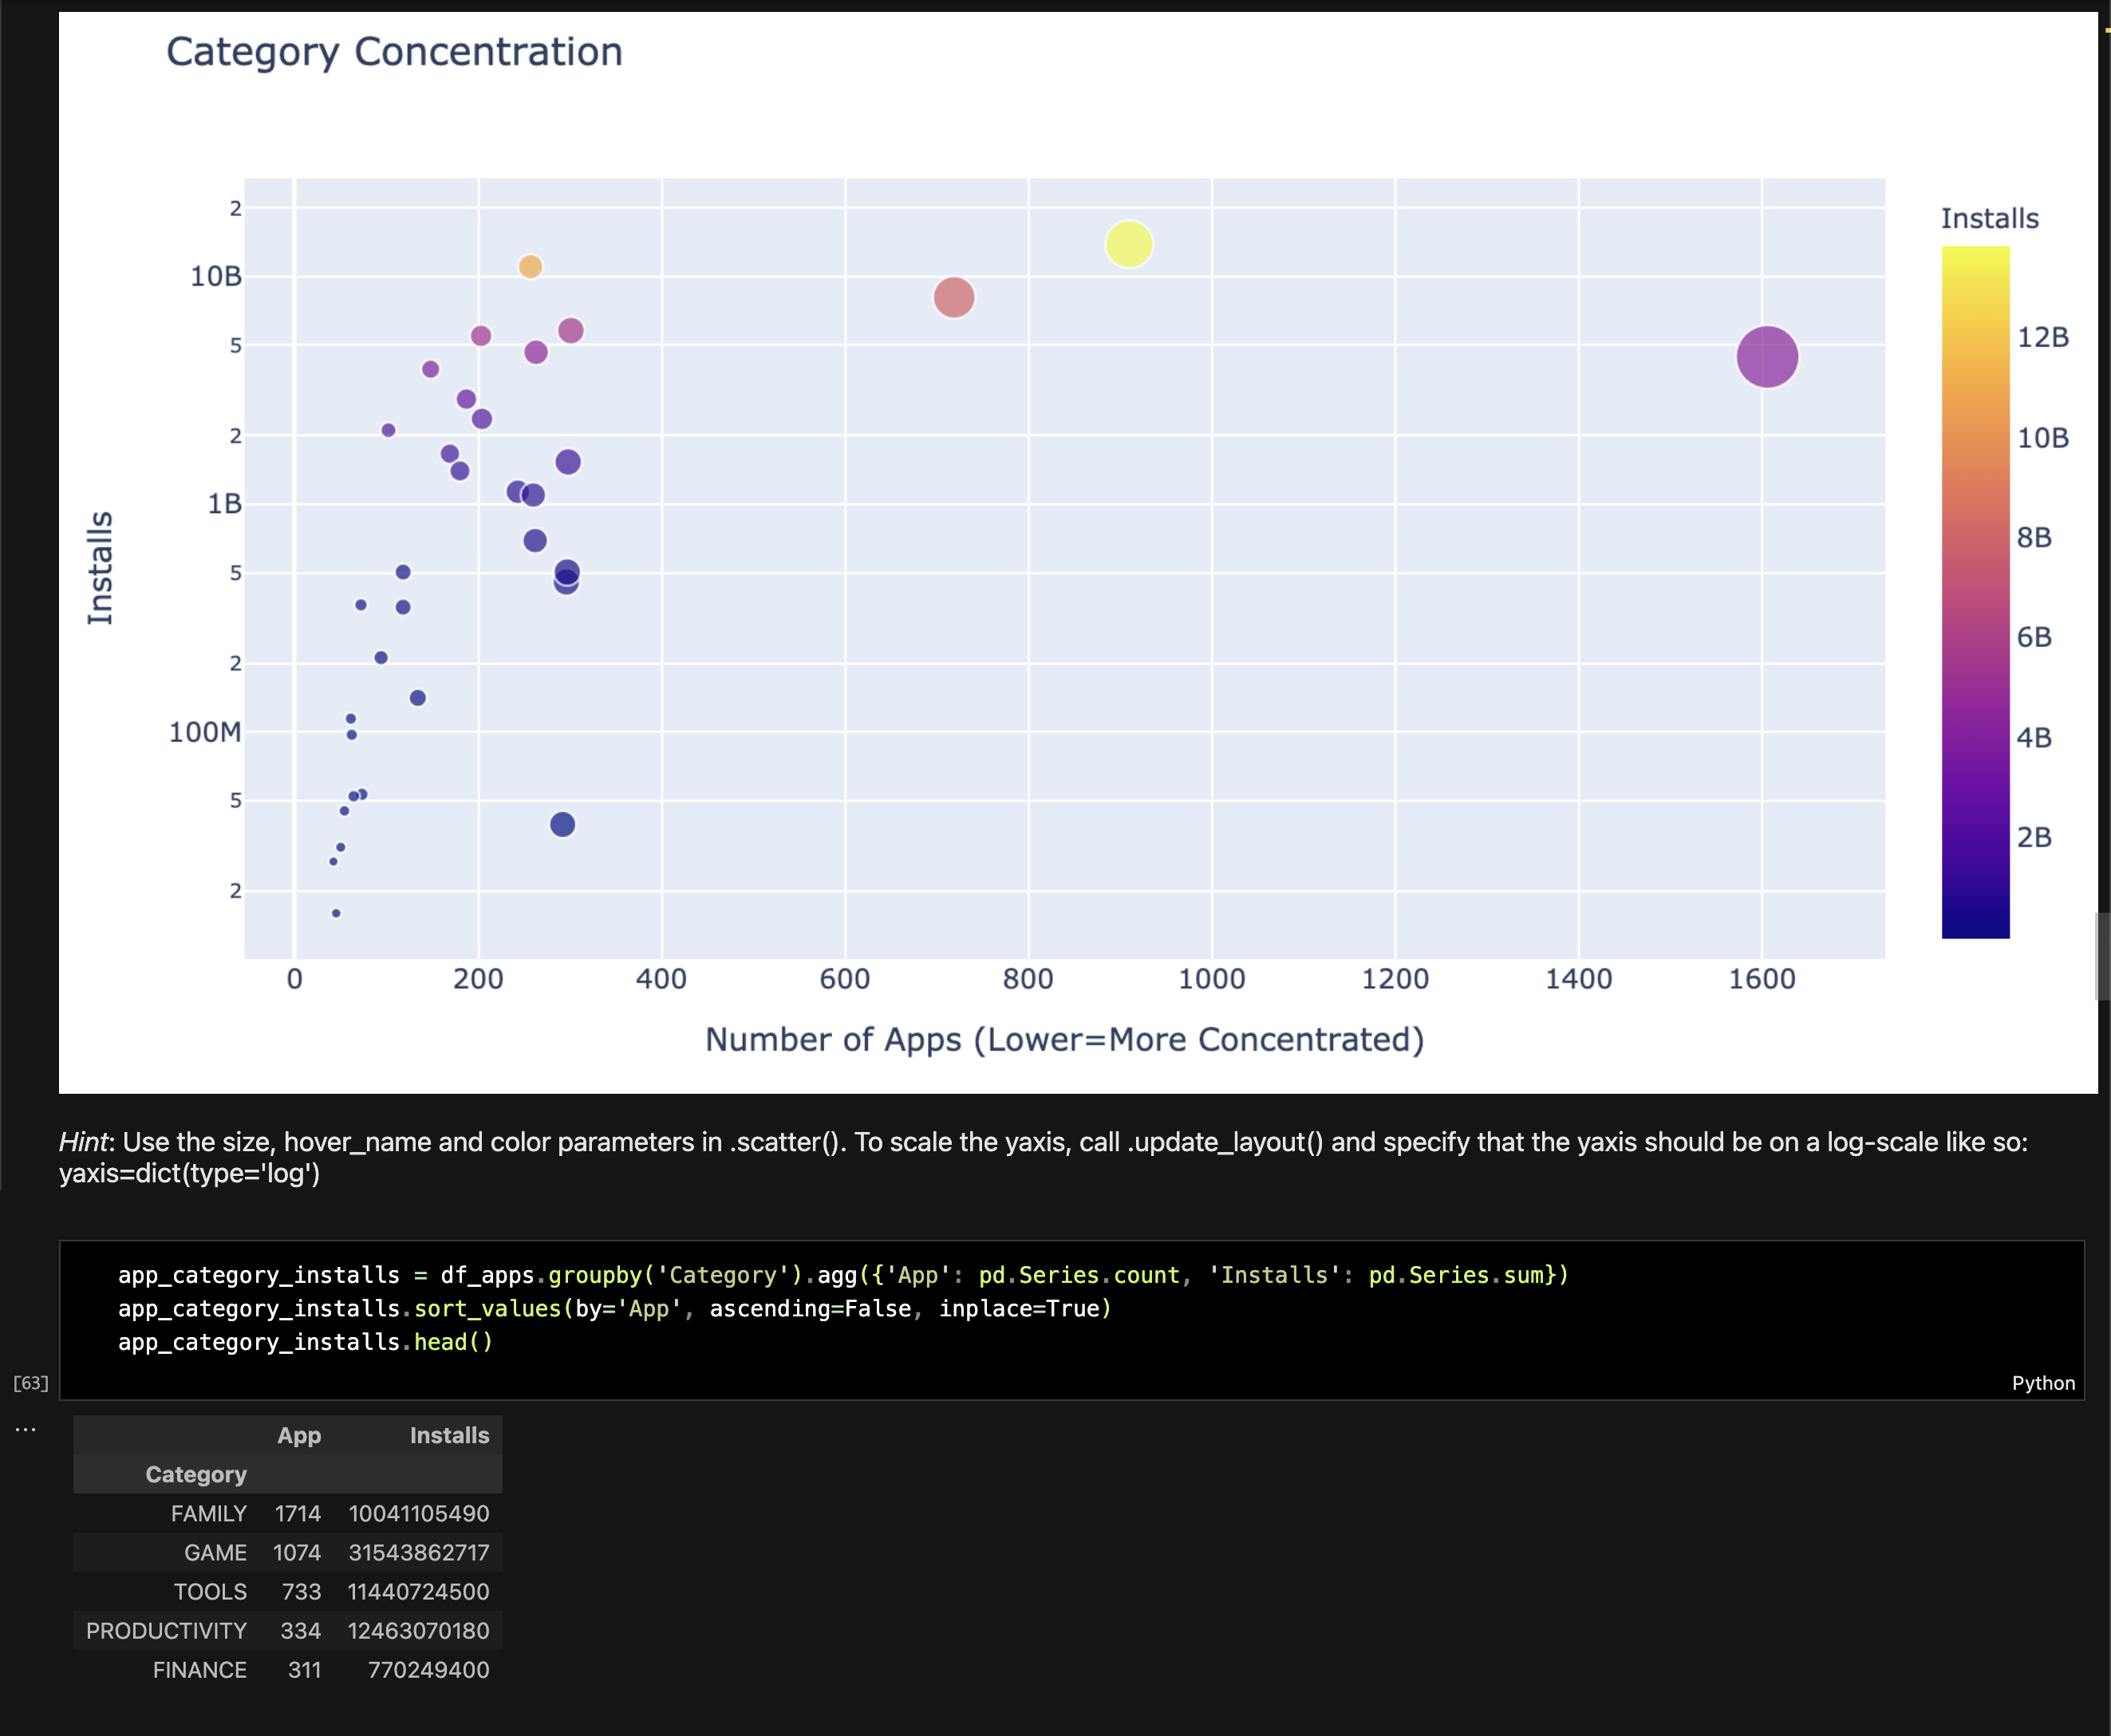 Category Concentration
2
10B
5
2
1B
5
2
100M
5
2
Installs
0 200 400 600 800 1000 1200 1400 1600
Number of Apps (Lower=More Concentrated)
Installs
12B
10B
8B
6B
4B
2B
Hint: Use the size, hover_name and color parameters in .scatter(). To scale the yaxis, call .update_layout() and specify that the yaxis should be on a log-scale like so:
yaxis=dict(type='log')
app_category_installs = df_apps.groupby('Category').agg({'App': pd.Series.count, 'Installs': pd.Series.sum})
app_category_installs.sort_values(by='App', ascending=False, inplace=True)
app_category_installs.head()
[63]
Python
...
App Installs
Category
FAMILY 1714 10041105490
GAME 1074 31543862717
TOOLS 733 11440724500
PRODUCTIVITY 334 12463070180
FINANCE 311 770249400